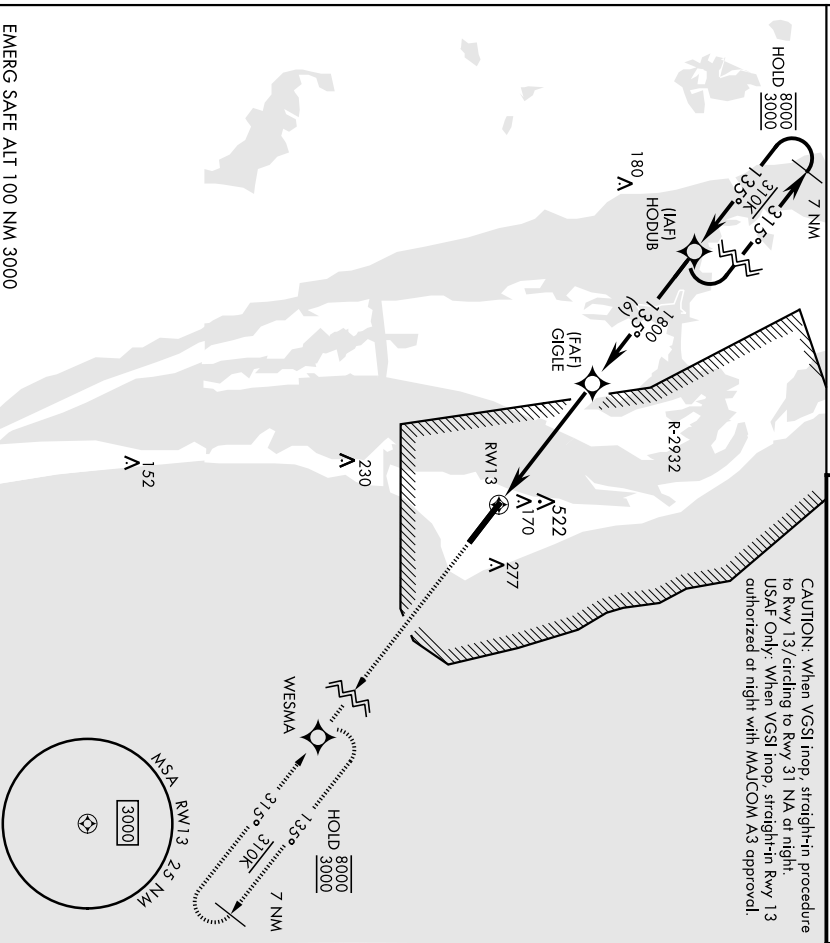 EMERG SAFE ALT 100 NM 3000
HOLD 8000
3000
7 NM
315°
310K
135°
180
(IAF)
HODUB
1800
135°
(6)
(FAF)
GIGLE
R-2932
RW13
522
170
277
230
152
CAUTION: When VGSI inop, straight-in procedure
to Rwy 13/circling to Rwy 31 NA at night.
USAF Only: When VGSI inop, straight-in Rwy 13
authorized at night with MAJCOM A3 approval.
WESMA
HOLD 8000
3000
135°
310K
315°
7 NM
MSA RW13 25 NM
3000